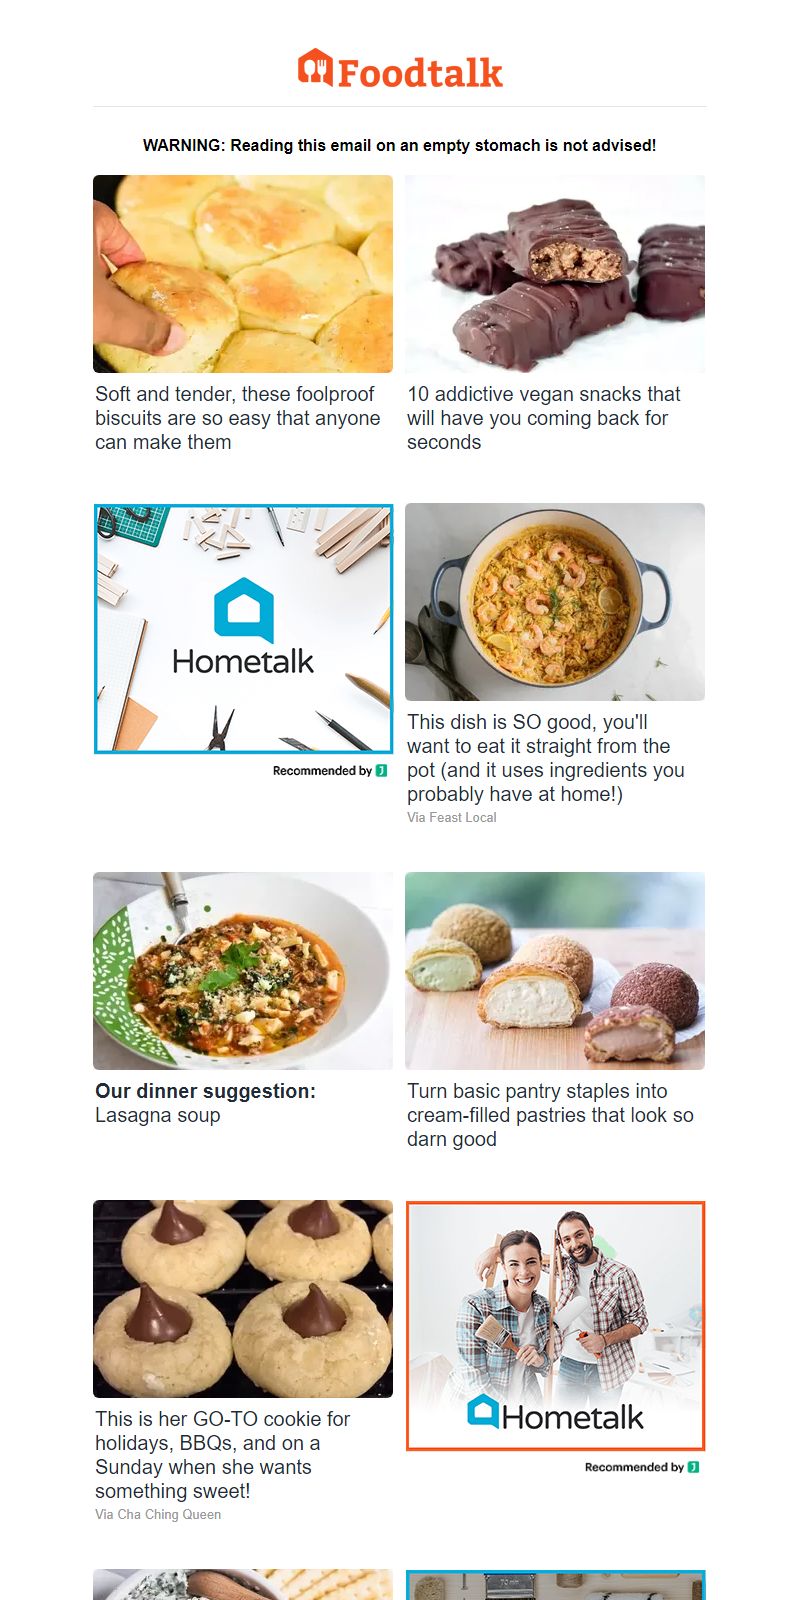 Foodtalk
WARNING: Reading this email on an empty stomach is not advised!
Soft and tender, these foolproof
biscuits are so easy that anyone
can make them
10 addictive vegan snacks that
will have you coming back for
seconds
Hometalk
Recommended by
This dish is SO good, you'll
want to eat it straight from the
pot (and it uses ingredients you
probably have at home!)
Via Feast Local
Our dinner suggestion:
Lasagna soup
Turn basic pantry staples into
cream-filled pastries that look so
darn good
This is her GO-TO cookie for
holidays, BBQs, and on a
Sunday when she wants
something sweet!
Via Cha Ching Queen
Hometalk
Recommended by